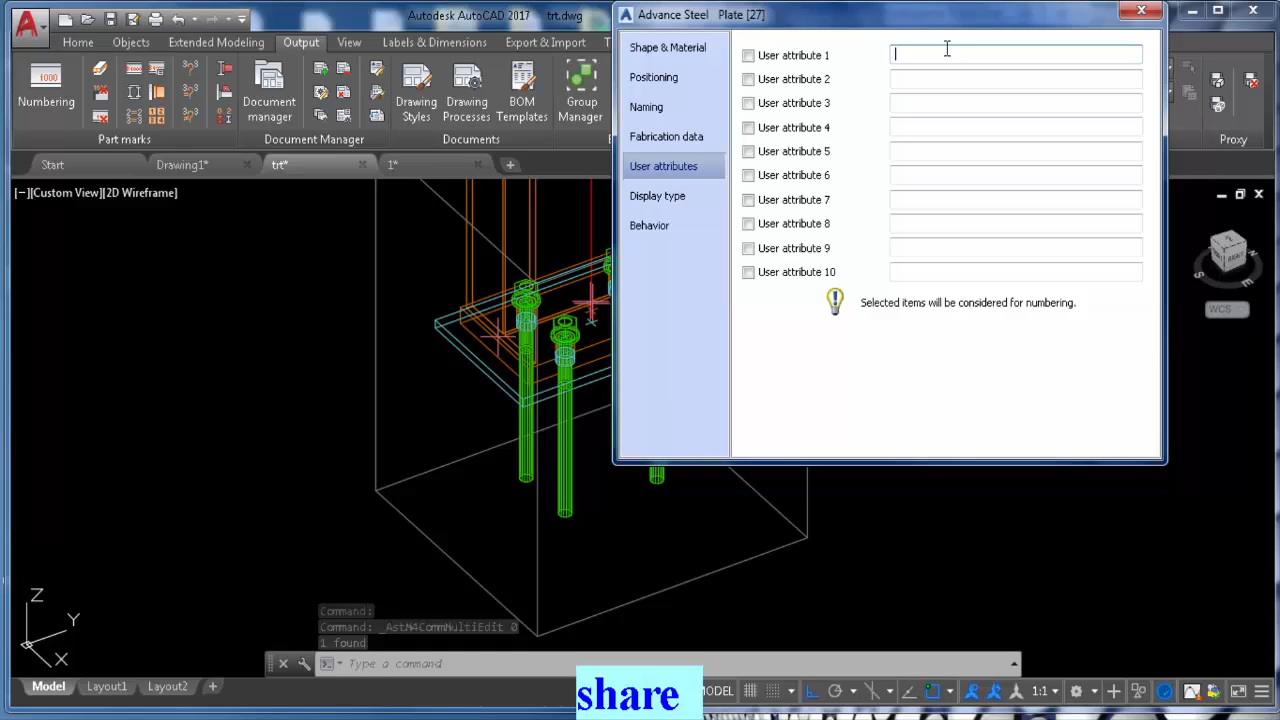 Autodesk AutoCAD 2017 trt.dwg
Home Objects Extended Modeling Output View Labels & Dimensions Export & Import
1000
Numbering
Document manager
Drawing Styles
Drawing Processes
BOM Templates
Group Manager
Part marks
Document Manager
Documents
Proxy
Start Drawing1* trt* 1*
[−][Custom View][2D Wireframe]
Advance Steel Plate [27]
Shape & Material
Positioning
Naming
Fabrication data
User attributes
Display type
Behavior
User attribute 1
User attribute 2
User attribute 3
User attribute 4
User attribute 5
User attribute 6
User attribute 7
User attribute 8
User attribute 9
User attribute 10
Selected items will be considered for numbering.
RIGHT
WCS
Z
Y
X
Command:
Command: _AstM4CommMultiEdit 0
1 found
Type a command
Model Layout1 Layout2
share
MODEL
1:1